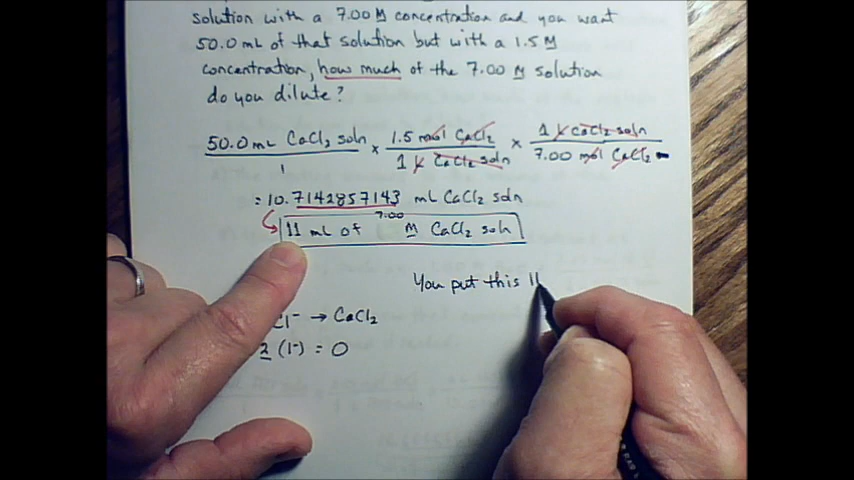 solution with a 7.00 M concentration and you want
50.0 mL of that solution but with a 1.5 M
concentration, how much of the 7.00 M solution
do you dilute?
50.0 mL CaCl2 soln / 1 × 1.5 mol CaCl2 / 1 L CaCl2 soln × 1 L CaCl2 soln / 7.00 mol CaCl2
= 10.7142857143 mL CaCl2 soln
11 mL of 7.00 M CaCl2 soln
You put this 11
Cl⁻ → CaCl2
2 (1-) = 0